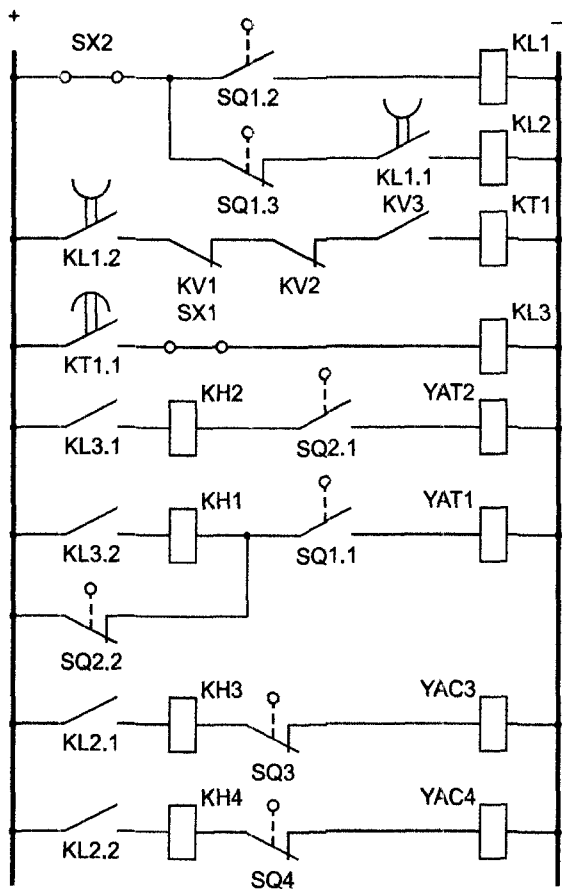 + –
SX2 KL1
SQ1.2
KL2
SQ1.3 KL1.1
KV3 KT1
KL1.2
KV1 KV2
SX1
KL3
KT1.1
KH2 YAT2
KL3.1 SQ2.1
KH1 YAT1
KL3.2 SQ1.1
SQ2.2
KH3 YAC3
KL2.1
SQ3
KH4 YAC4
KL2.2
SQ4